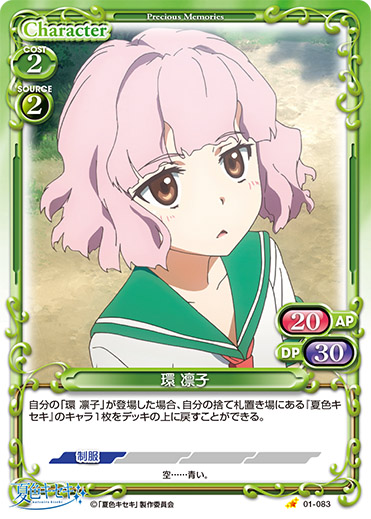 Precious Memories
Character
COST
2
SOURCE
2
20 AP
DP 30
環 凛子
自分の「環 凛子」が登場した場合、自分の捨て札置き場にある『夏色キ
セキ』のキャラ1枚をデッキの上に戻すことができる。
制服
空……青い。
夏色キセキ
©「夏色キセキ」製作委員会
01-083